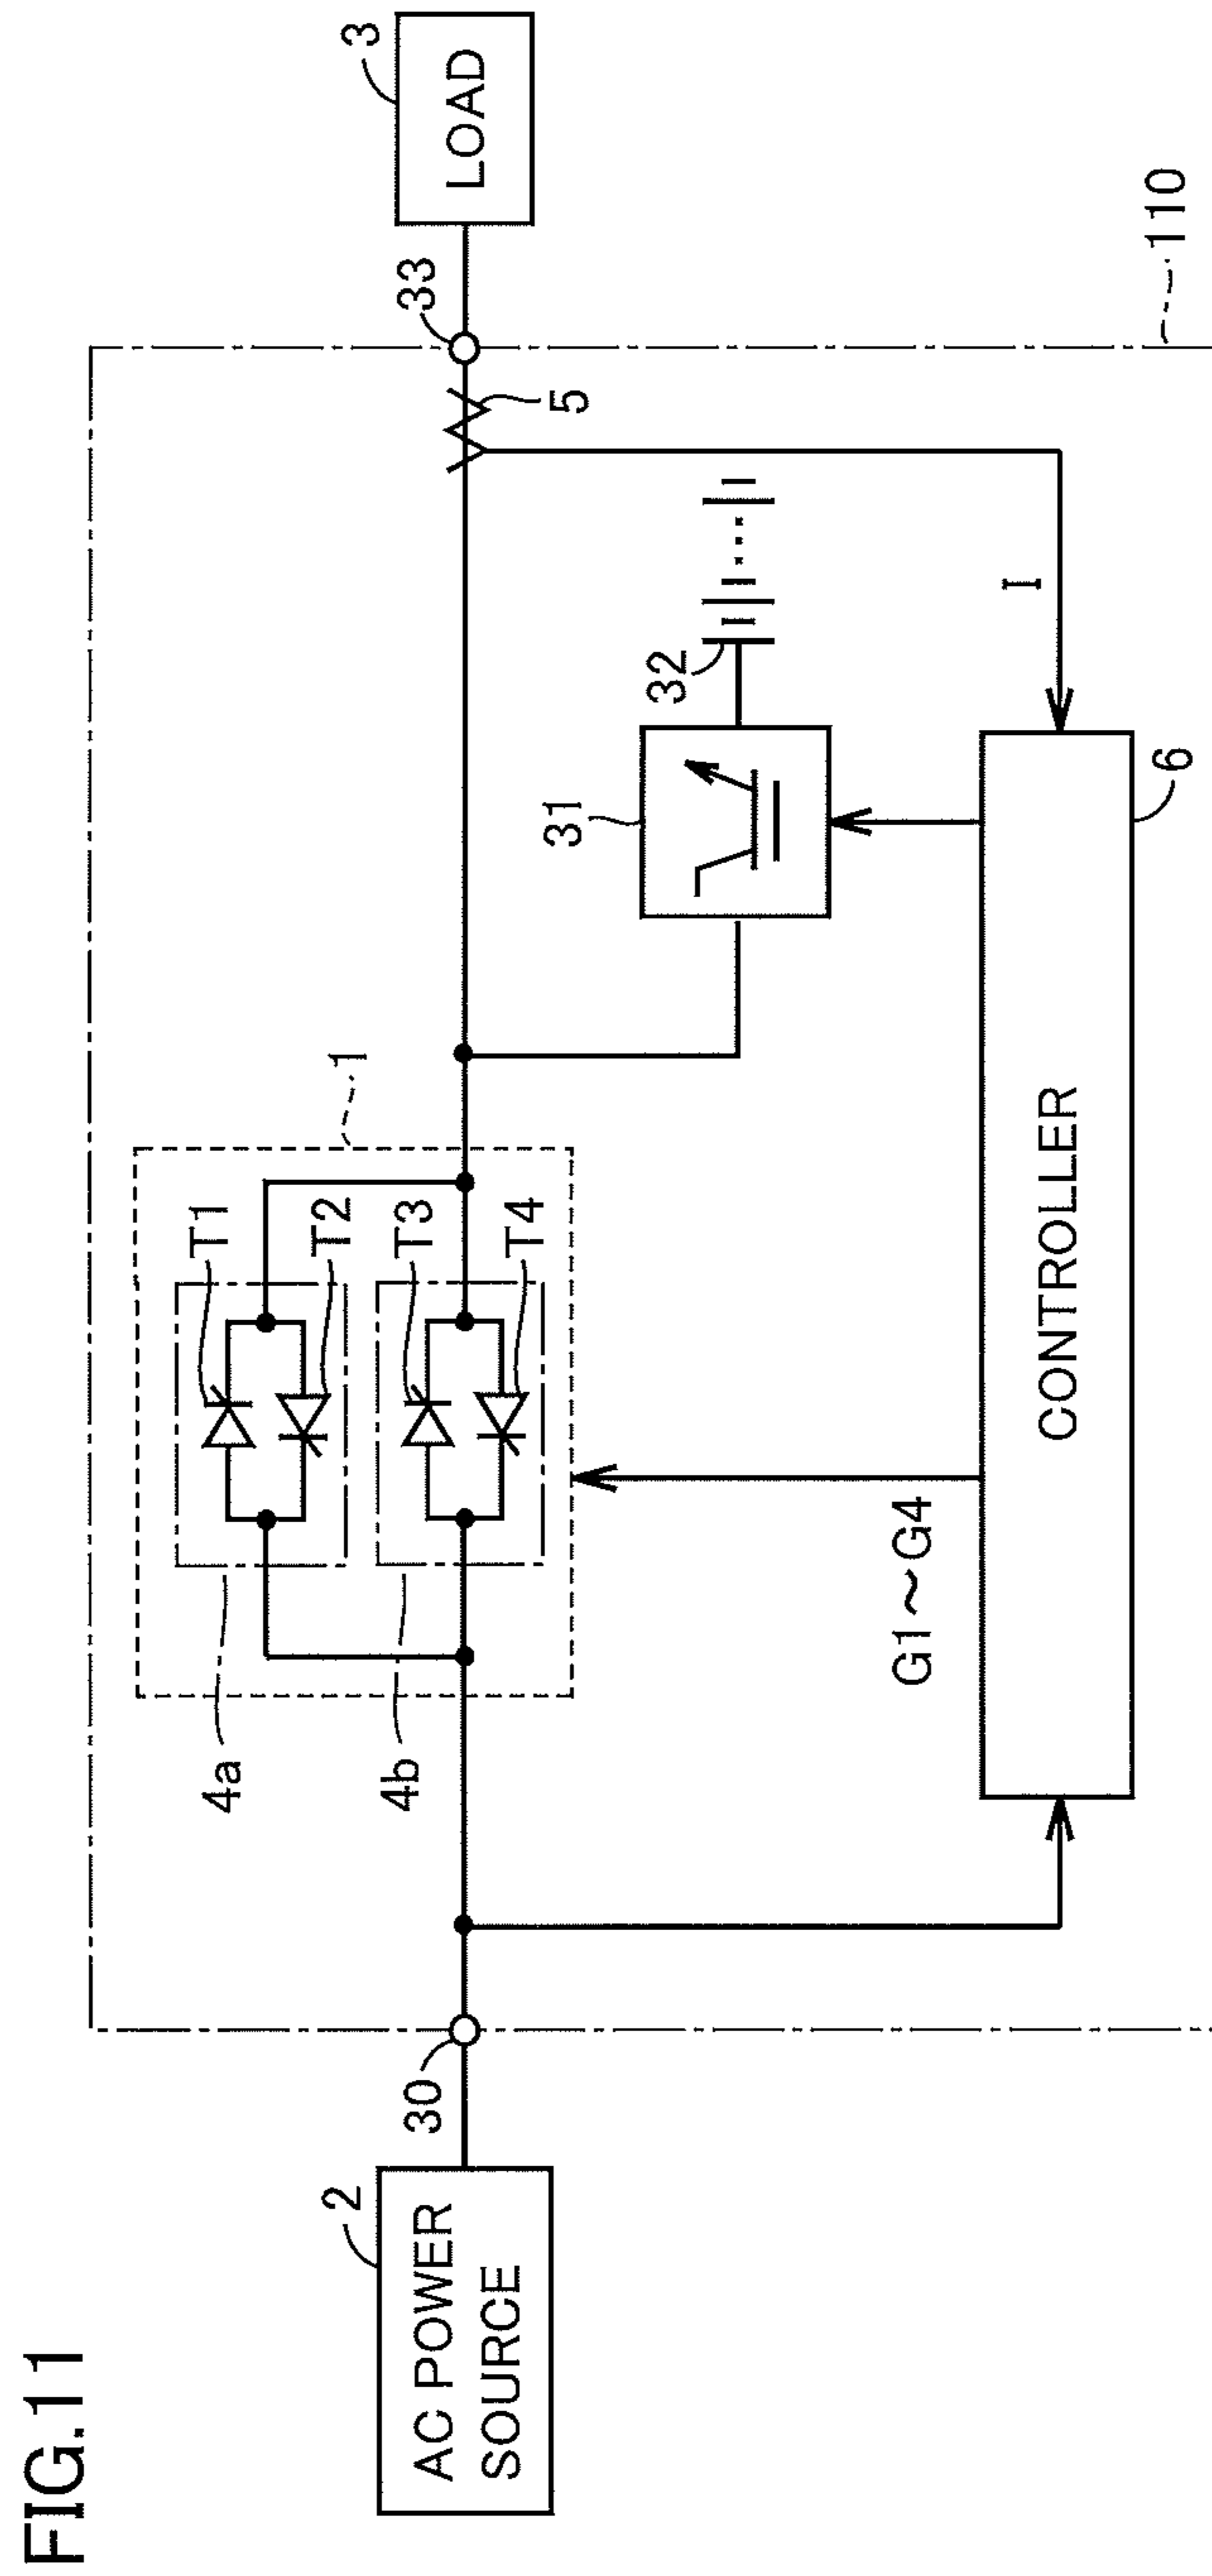 FIG.11
110
1
4a
T1
T2
4b
T3
T4
2
AC POWER
SOURCE
30
33
3
LOAD
5
31
32
G1~G4
I
CONTROLLER
6